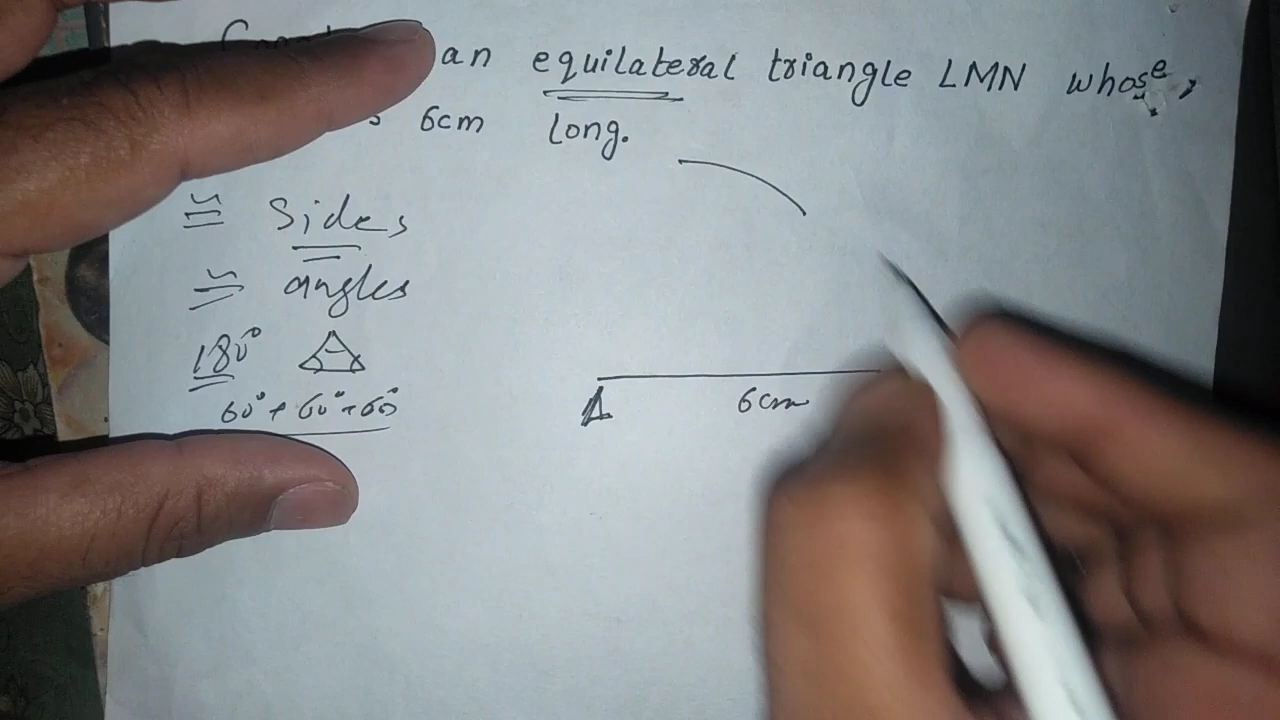 an equilateral triangle LMN whose,
6cm long.
≅ Sides
≅ angles
180°
60° + 60° + 60°
6cm